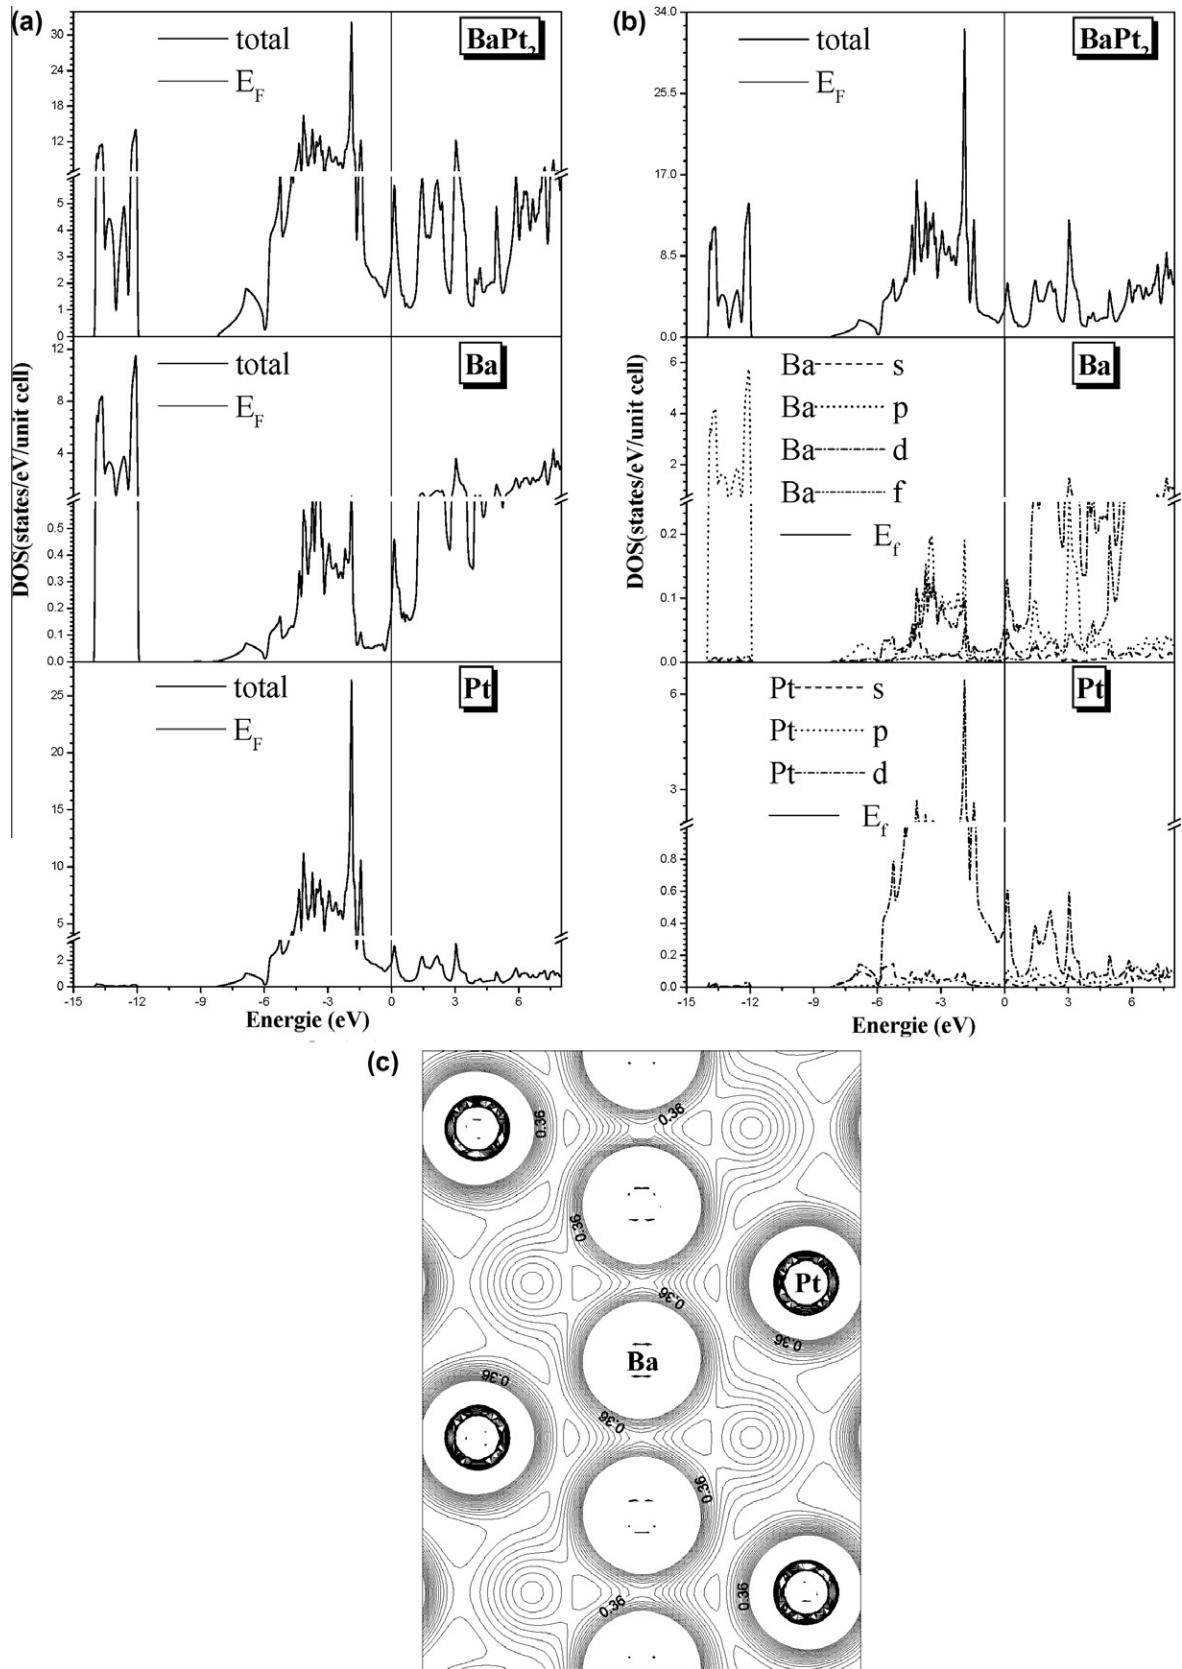 (a)
total
E_F
BaPt₂
32
30
24
18
12
5
4
3
2
1
0
total
E_F
Ba
12
8
4
0.5
0.4
0.3
0.2
0.1
0.0
total
E_F
Pt
25
20
15
10
5
2
0
-15
-12
-9
-6
-3
0
3
6
Energie (eV)
DOS(states/eV/unit cell)
(b)
total
E_F
BaPt₂
34.0
25.5
17.0
8.5
0.0
Ba s
Ba p
Ba d
Ba f
E_f
Ba
6
4
2
0.2
0.1
0.0
Pt s
Pt p
Pt d
E_f
Pt
6
3
0.8
0.6
0.4
0.2
0.0
-15
-12
-9
-6
-3
0
3
6
Energie (eV)
DOS(states/eV/unit cell)
(c)
0.36
0.36
0.36
0.36
Pt
0.36
Ba
0.36
0.36
0.36
0.36
0.36
0.36